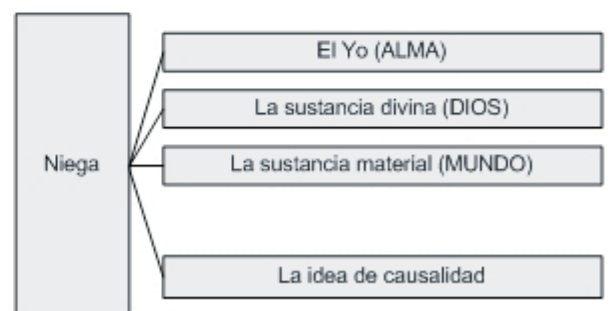 Niega
El Yo (ALMA)
La sustancia divina (DIOS)
La sustancia material (MUNDO)
La idea de causalidad